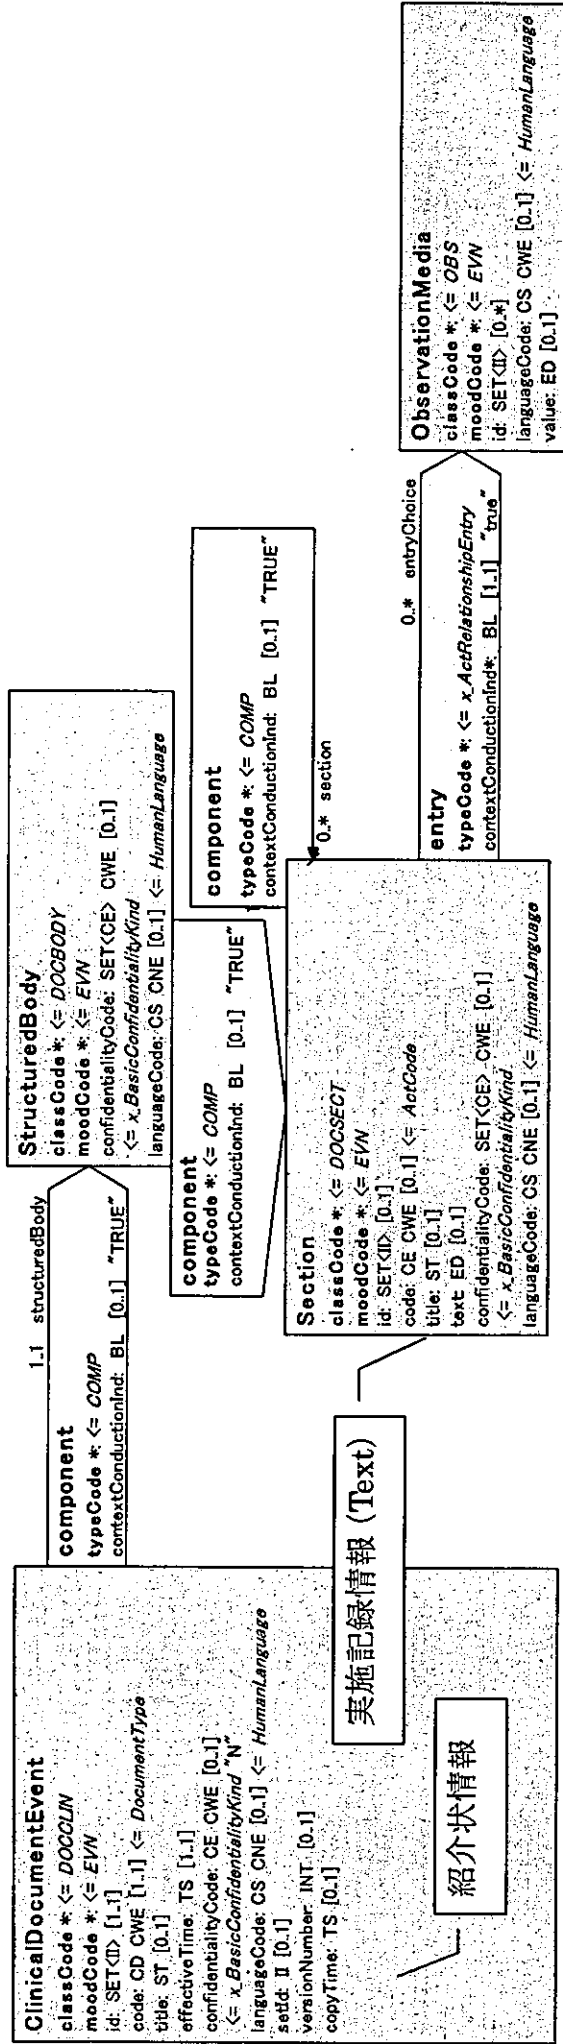 ClinicalDocumentEvent
classCode *: <= DOCCLIN
moodCode *: <= EVN
id: SET<II> [1..1]
code: CD CWE [1..1] <= DocumentType
title: ST [0..1]
effectiveTime: TS [1..1]
confidentialityCode: CE CWE [0..1]
<= x_BasicConfidentialityKind "N"
languageCode: CS CNE [0..1] <= HumanLanguage
setId: II [0..1]
versionNumber: INT [0..1]
copyTime: TS [0..1]
紹介状情報
実施記録情報 (Text)
1..1 structuredBody
component
typeCode *: <= COMP
contextConductionInd: BL [0..1] "TRUE"
StructuredBody
classCode *: <= DOCBODY
moodCode *: <= EVN
confidentialityCode: SET<CE> CWE [0..1]
<= x_BasicConfidentialityKind
languageCode: CS CNE [0..1] <= HumanLanguage
component
typeCode *: <= COMP
contextConductionInd: BL [0..1] "TRUE"
component
typeCode *: <= COMP
contextConductionInd: BL [0..1] "TRUE"
0..* section
Section
classCode *: <= DOCSECT
moodCode *: <= EVN
id: SET<II> [0..1]
code: CE CWE [0..1] <= ActCode
title: ST [0..1]
text: ED [0..1]
confidentialityCode: SET<CE> CWE [0..1]
<= x_BasicConfidentialityKind
languageCode: CS CNE [0..1] <= HumanLanguage
0..* entryChoice
entry
typeCode *: <= x_ActRelationshipEntry
contextConductionInd*: BL [1..1] "true"
ObservationMedia
classCode *: <= OBS
moodCode *: <= EVN
id: SET<II> [0..*]
languageCode: CS CWE [0..1] <= HumanLanguage
value: ED [0..1]